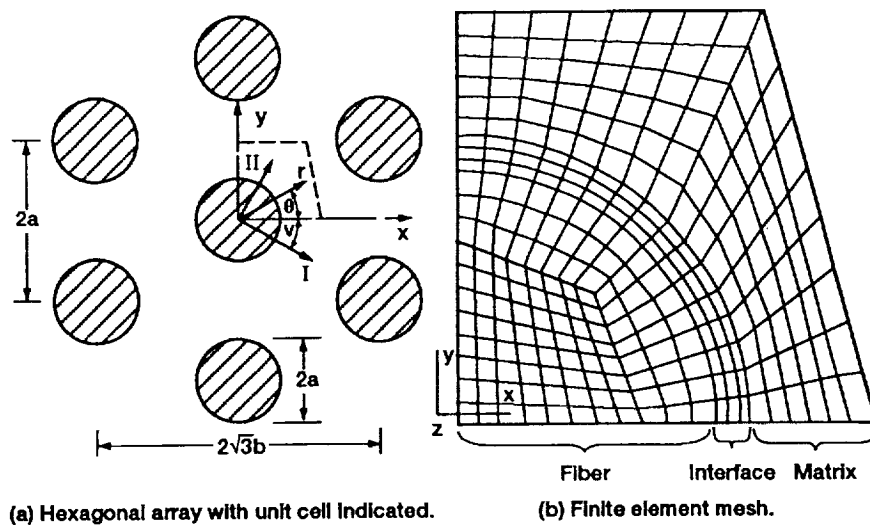 y
II
r
θ
x
v
I
2a
2a
2√3b
(a) Hexagonal array with unit cell indicated.
y
x
z
Fiber Interface Matrix
(b) Finite element mesh.